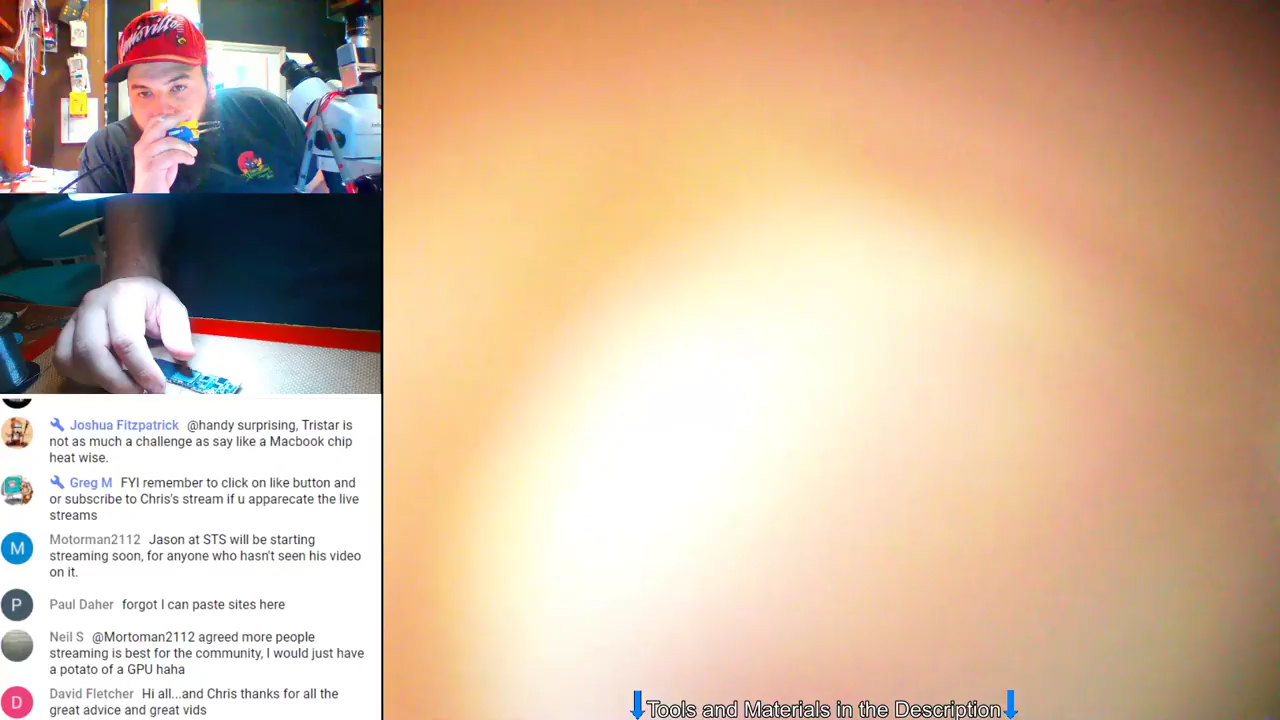 Louisville
Joshua Fitzpatrick @handy surprising, Tristar is
not as much a challenge as say like a Macbook chip
heat wise.
Greg M FYI remember to click on like button and
or subscribe to Chris's stream if u apparecate the live
streams
Motorman2112 Jason at STS will be starting
streaming soon, for anyone who hasn't seen his video
on it.
P Paul Daher forgot I can paste sites here
Neil S @Mortoman2112 agreed more people
streaming is best for the community, I would just have
a potato of a GPU haha
David Fletcher Hi all...and Chris thanks for all the
great advice and great vids
M
D
Tools and Materials in the Description